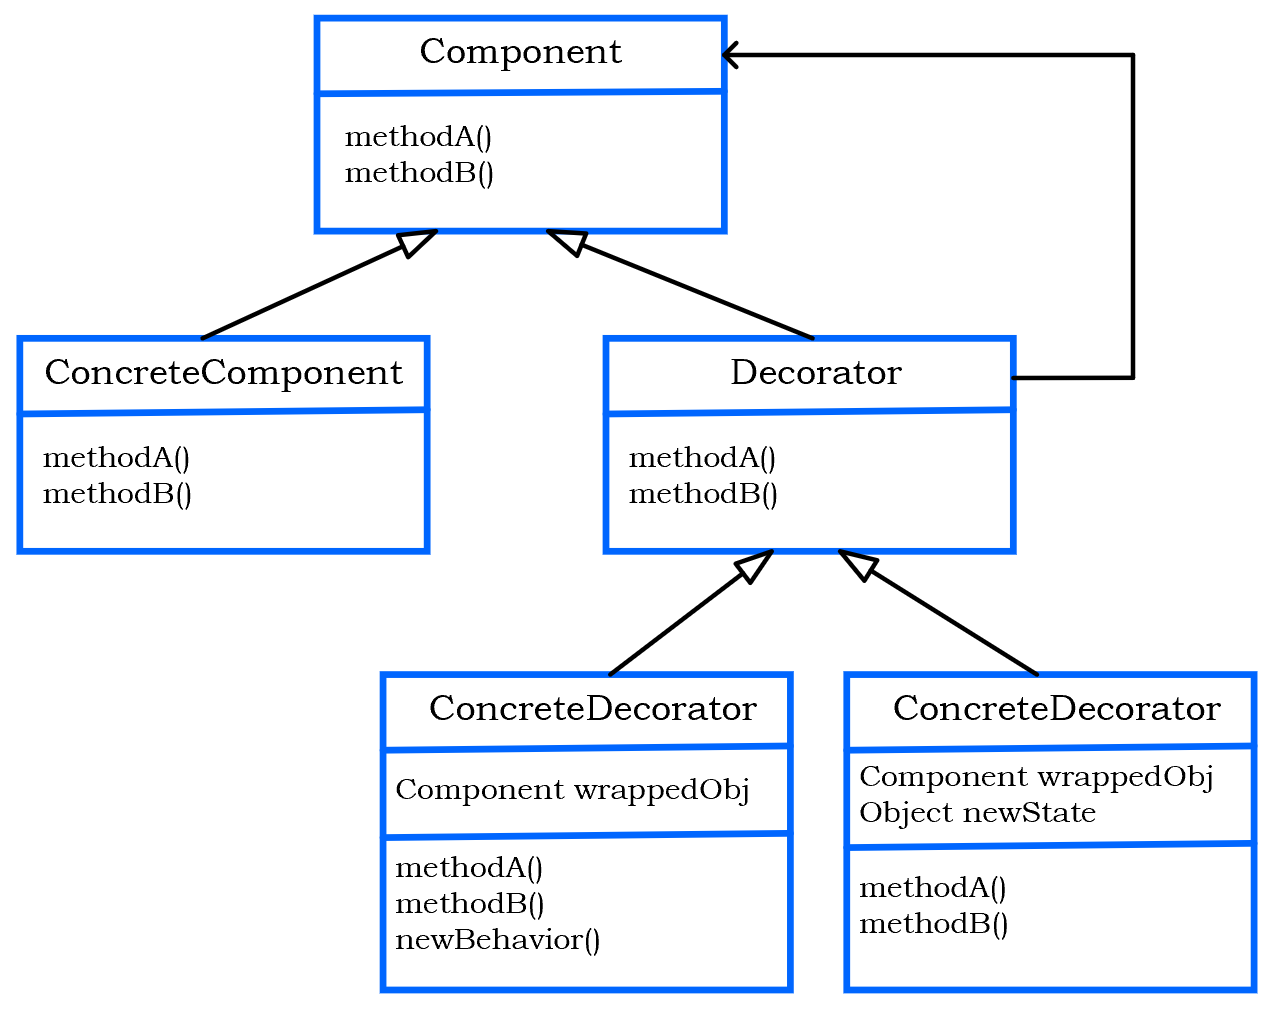 Component
methodA()
methodB()
ConcreteComponent
methodA()
methodB()
Decorator
methodA()
methodB()
ConcreteDecorator
Component wrappedObj
methodA()
methodB()
newBehavior()
ConcreteDecorator
Component wrappedObj
Object newState
methodA()
methodB()